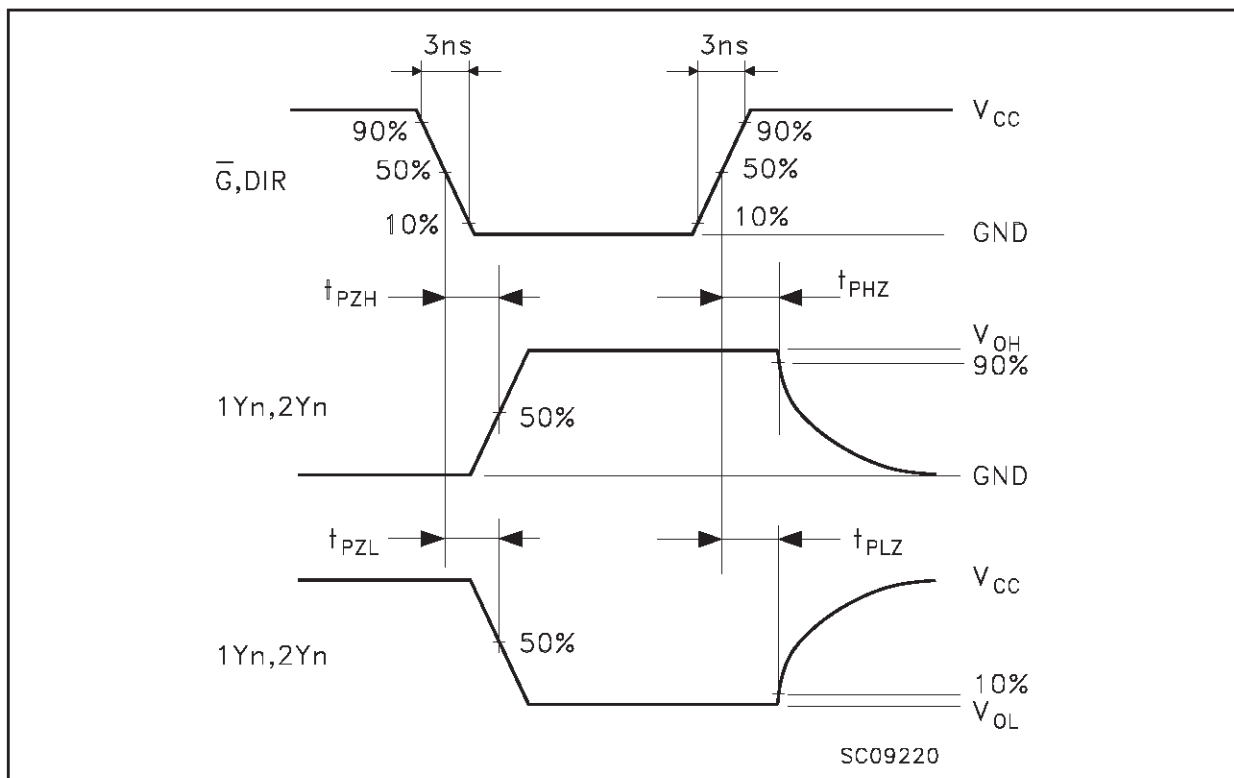 3ns 3ns
90% 90% V_CC
G̅,DIR 50% 50%
10% 10% GND
t_PZH t_PHZ
V_OH
90%
1Yn,2Yn 50%
GND
t_PZL t_PLZ
V_CC
1Yn,2Yn 50%
10%
V_OL
SC09220